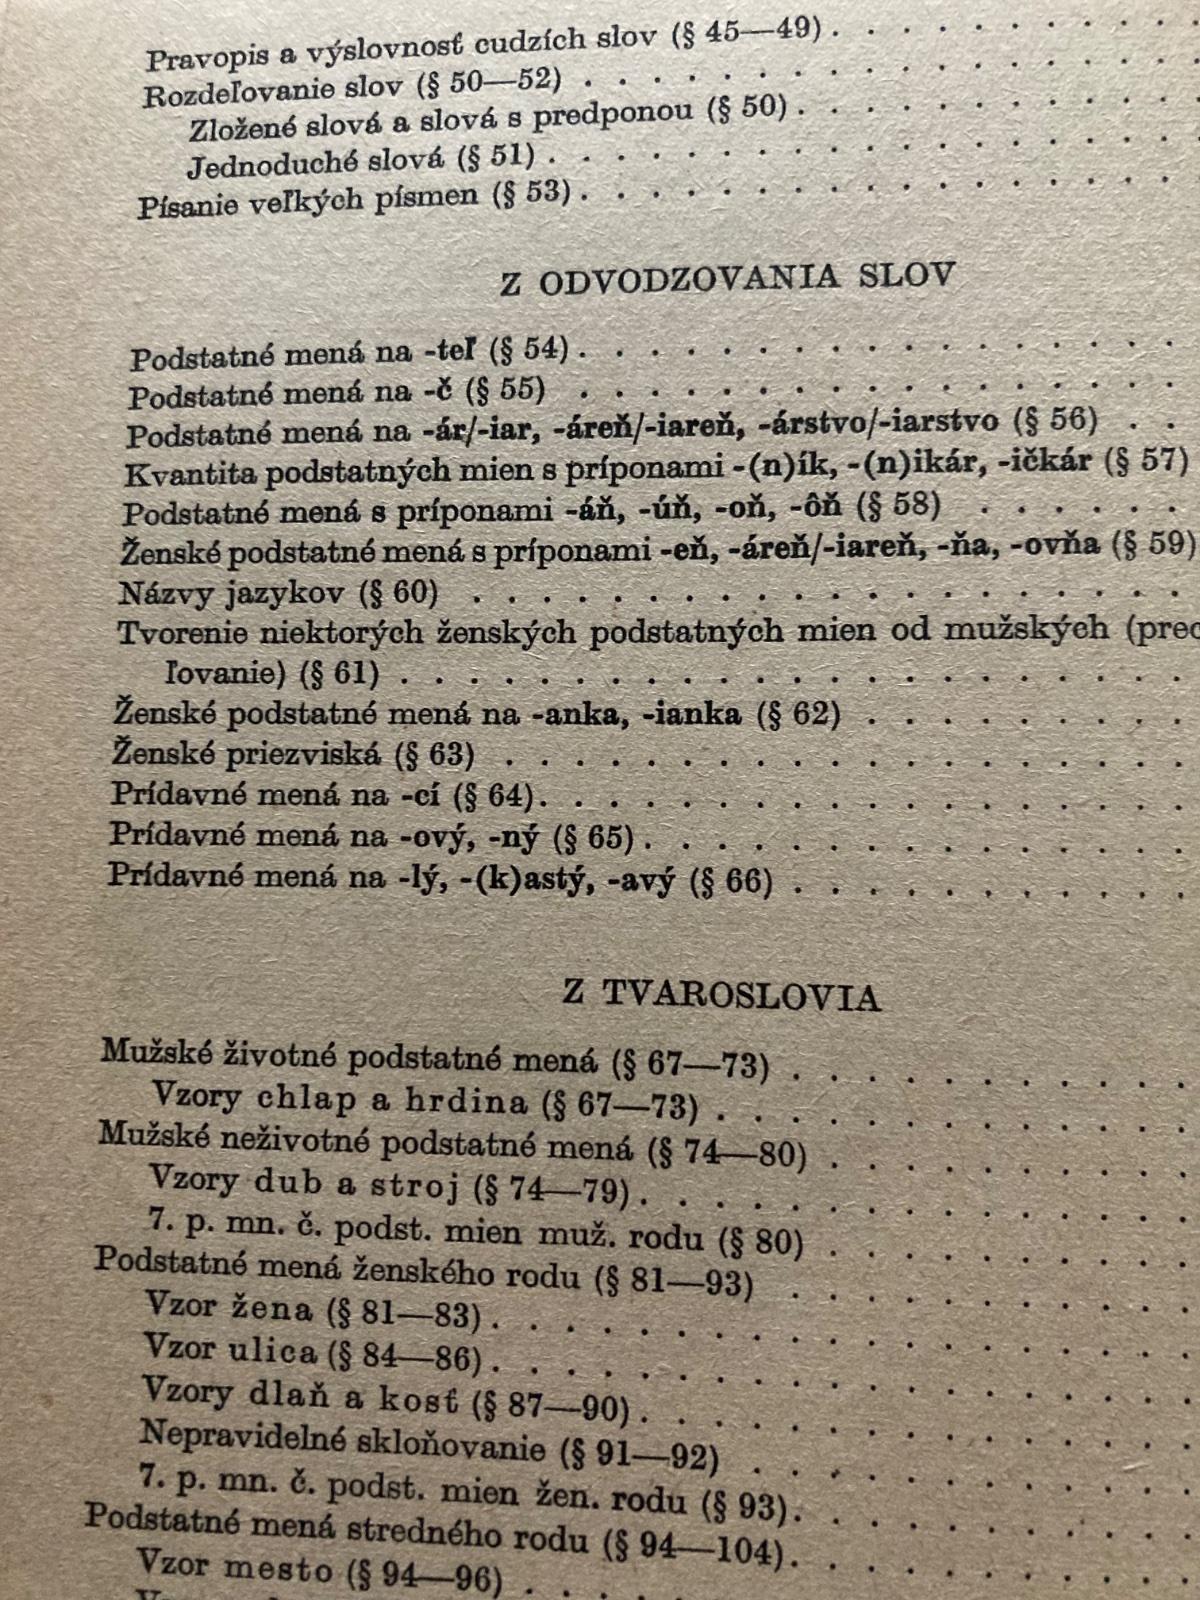 Pravopis a výslovnosť cudzích slov (§ 45—49) . . . . . . . . . .
Rozdeľovanie slov (§ 50—52) . . . . . . . . . . . . . . . .
Zložené slová a slová s predponou (§ 50) . . . . . . . . . . .
Jednoduché slová (§ 51) . . . . . . . . . . . . . . . . .
Písanie veľkých písmen (§ 53) . . . . . . . . . . . . . . . .
Z ODVODZOVANIA SLOV
Podstatné mená na -teľ (§ 54) . . . . . . . . . . . . . . . .
Podstatné mená na -č (§ 55) . . . . . . . . . . . . . . . . .
Podstatné mená na -ár/-iar, -áreň/-iareň, -árstvo/-iarstvo (§ 56) . .
Kvantita podstatných mien s príponami -(n)ík, -(n)ikár, -ičkár (§ 57)
Podstatné mená s príponami -áň, -úň, -oň, -ôň (§ 58) . . . . . .
Ženské podstatné mená s príponami -eň, -áreň/-iareň, -ňa, -ovňa (§ 59)
Názvy jazykov (§ 60) . . . . . . . . . . . . . . . . . . . .
Tvorenie niektorých ženských podstatných mien od mužských
ľovanie) (§ 61) . . . . . . . . . . . . . . . . . . . . . .
Ženské podstatné mená na -anka, -ianka (§ 62) . . . . . . . . .
Ženské priezviská (§ 63) . . . . . . . . . . . . . . . . . . .
Prídavné mená na -cí (§ 64) . . . . . . . . . . . . . . . . . .
Prídavné mená na -ový, -ný (§ 65) . . . . . . . . . . . . . . .
Prídavné mená na -lý, -(k)astý, -avý (§ 66) . . . . . . . . . . .
Z TVAROSLOVIA
Mužské životné podstatné mená (§ 67—73) . . . . . . . . . . .
Vzory chlap a hrdina (§ 67—73) . . . . . . . . . . . . .
Mužské neživotné podstatné mená (§ 74—80) . . . . . . . . . .
Vzory dub a stroj (§ 74—79) . . . . . . . . . . . . . . .
7. p. mn. č. podst. mien muž. rodu (§ 80) . . . . . . . . . .
Podstatné mená ženského rodu (§ 81—93) . . . . . . . . . . .
Vzor žena (§ 81—83) . . . . . . . . . . . . . . . . . . .
Vzor ulica (§ 84—86) . . . . . . . . . . . . . . . . . . .
Vzory dlaň a kosť (§ 87—90) . . . . . . . . . . . . . . .
Nepravidelné skloňovanie (§ 91—92) . . . . . . . . . . . .
7. p. mn. č. podst. mien žen. rodu (§ 93) . . . . . . . . . . .
Podstatné mená stredného rodu (§ 94—104) . . . . . . . . . . .
Vzor mesto (§ 94—96) . . . . . . . . . . . . . . . . . .